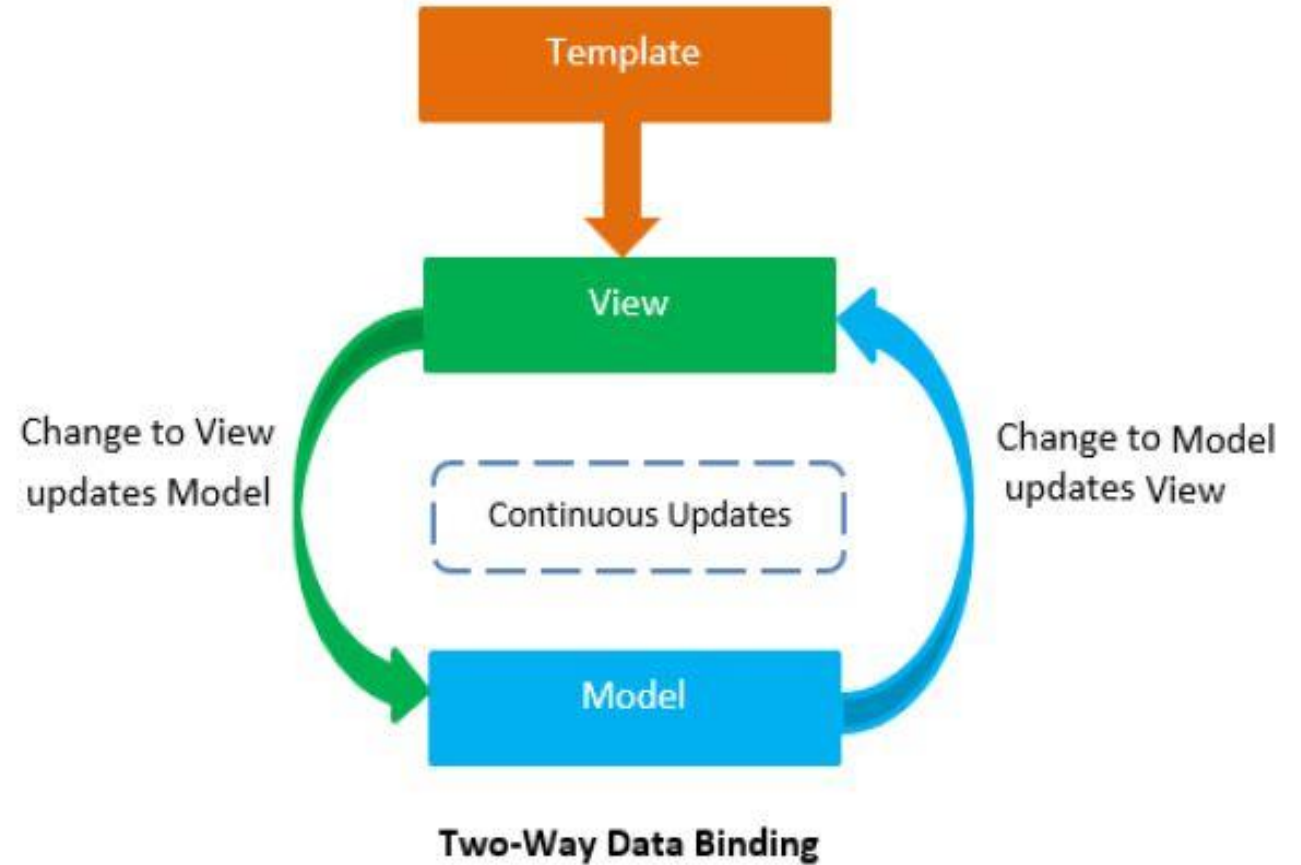 Template
View
Change to View
updates Model
Change to Model
updates View
Continuous Updates
Model
Two-Way Data Binding